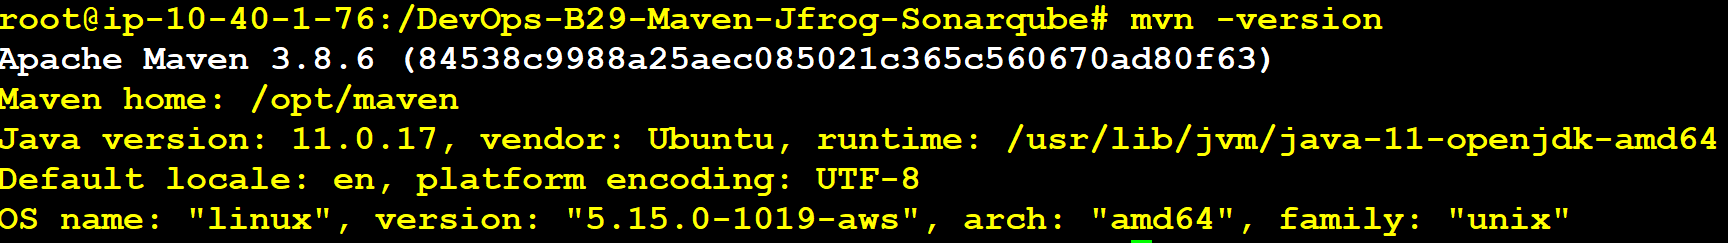 root@ip-10-40-1-76:/DevOps-B29-Maven-Jfrog-Sonarqube# mvn -version
Apache Maven 3.8.6 (84538c9988a25aec085021c365c560670ad80f63)
Maven home: /opt/maven
Java version: 11.0.17, vendor: Ubuntu, runtime: /usr/lib/jvm/java-11-openjdk-amd64
Default locale: en, platform encoding: UTF-8
OS name: "linux", version: "5.15.0-1019-aws", arch: "amd64", family: "unix"